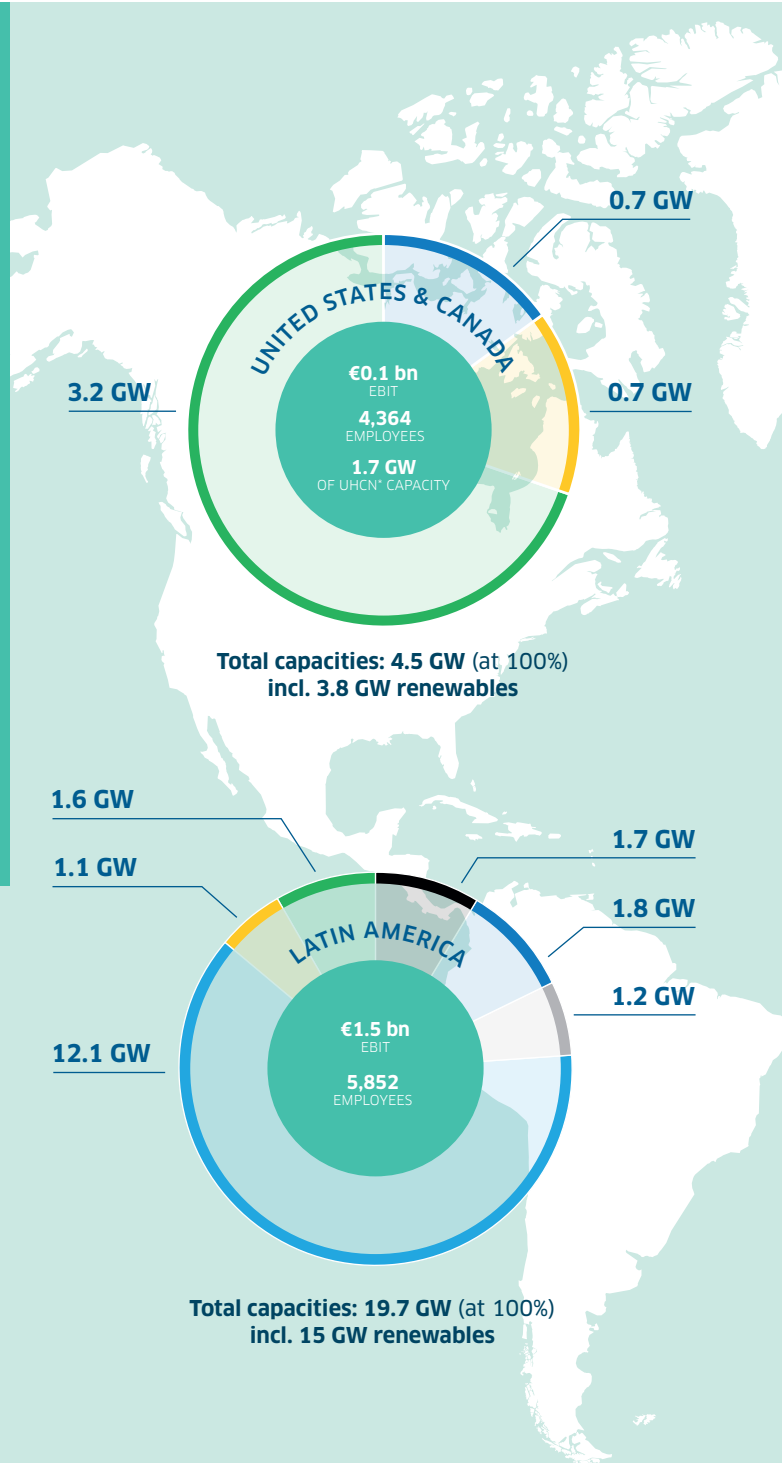 0.7 GW
UNITED STATES & CANADA
€0.1 bn
EBIT
4,364
EMPLOYEES
1.7 GW
OF UHCN* CAPACITY
3.2 GW
0.7 GW
Total capacities: 4.5 GW (at 100%)
incl. 3.8 GW renewables
1.6 GW
1.7 GW
1.1 GW
1.8 GW
LATIN AMERICA
1.2 GW
€1.5 bn
EBIT
12.1 GW
5,852
EMPLOYEES
Total capacities: 19.7 GW (at 100%)
incl. 15 GW renewables